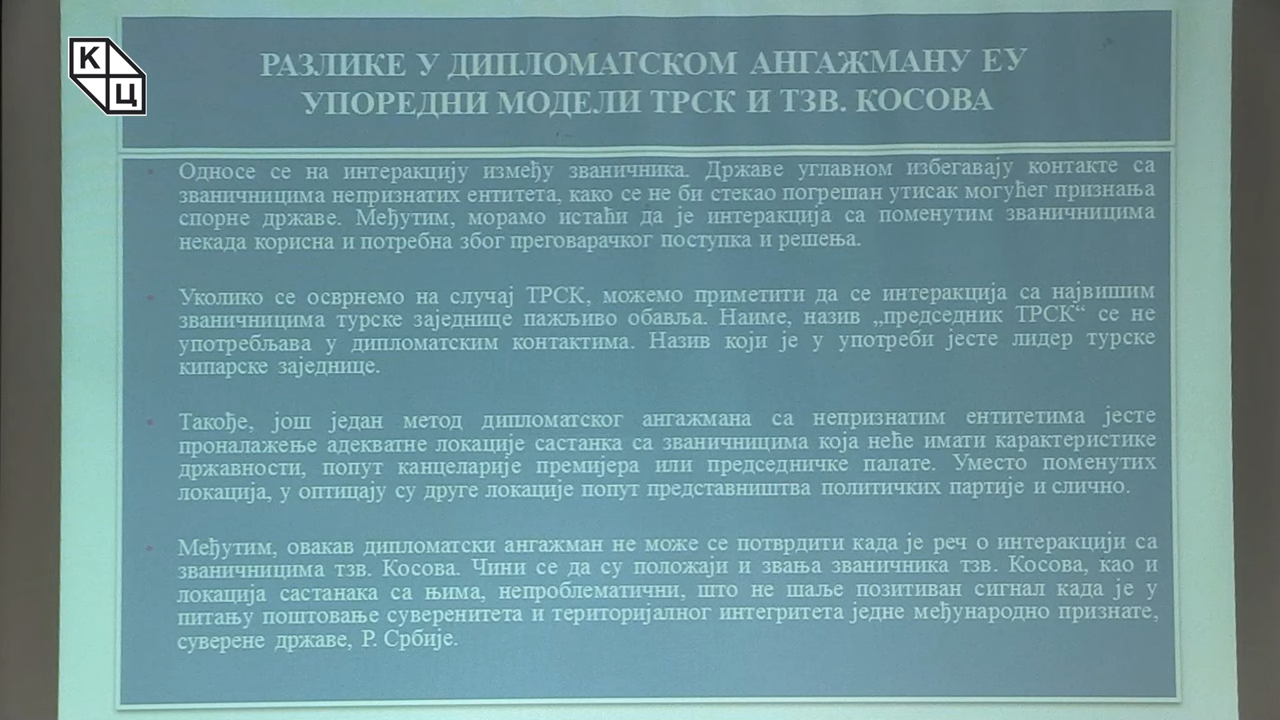 К
Ц
РАЗЛИКЕ У ДИПЛОМАТСКОМ АНГАЖМАНУ ЕУ
УПОРЕДНИ МОДЕЛИ ТРСК И ТЗВ. КОСОВА
Односе се на интеракцију између званичника. Државе углавном избегавају контакте са
званичницима непризнатих ентитета, како се не би стекао погрешан утисак могућег признања
спорне државе. Међутим, морамо истаћи да је интеракција са поменутим званичницима
некада корисна и потребна због преговарачког поступка и решења.
Уколико се осврнемо на случај ТРСК, можемо приметити да се интеракција са највишим
званичницима турске заједнице пажљиво обавља. Наиме, назив „председник ТРСК“ се не
употребљава у дипломатским контактима. Назив који је у употреби јесте лидер турске
кипарске заједнице.
Такође, још један метод дипломатског ангажмана са непризнатим ентитетима јесте
проналажење адекватне локације састанка са званичницима која неће имати карактеристике
државности, попут канцеларије премијера или председничке палате. Уместо поменутих
локација, у оптицају су друге локације попут представништва политичких партије и слично.
Међутим, овакав дипломатски ангажман не може се потврдити када је реч о интеракцији са
званичницима тзв. Косова. Чини се да су положаји и звања званичника тзв. Косова, као и
локација састанака са њима, непроблематични, што не шаље позитиван сигнал када је у
питању поштовање суверенитета и територијалног интегритета једне међународно признате,
суверене државе, Р. Србије.